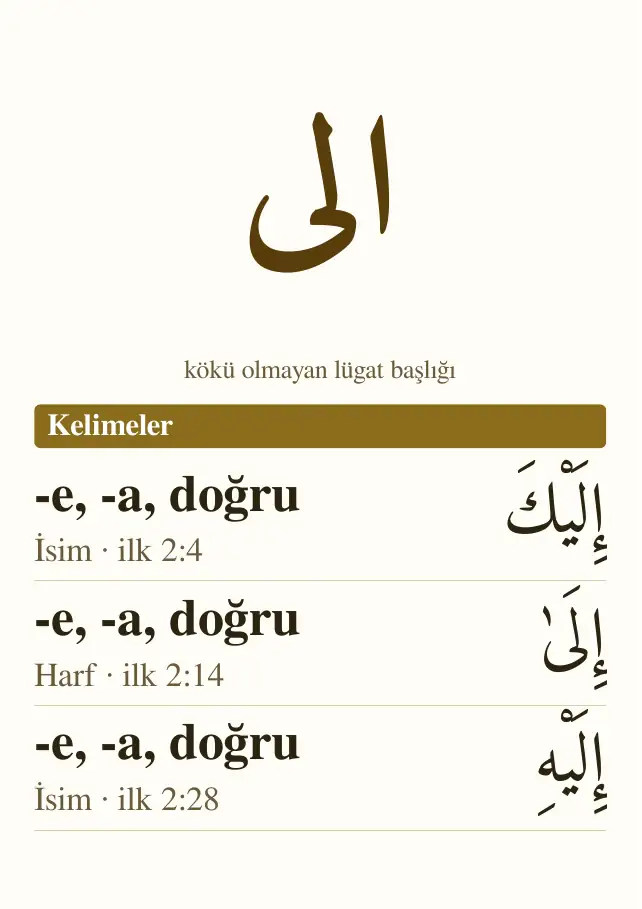 الى
kökü olmayan lügat başlığı
Kelimeler
-e, -a, doğru إِلَيْكَ
İsim · ilk 2:4
-e, -a, doğru إِلَىٰ
Harf · ilk 2:14
-e, -a, doğru إِلَيْهِ
İsim · ilk 2:28